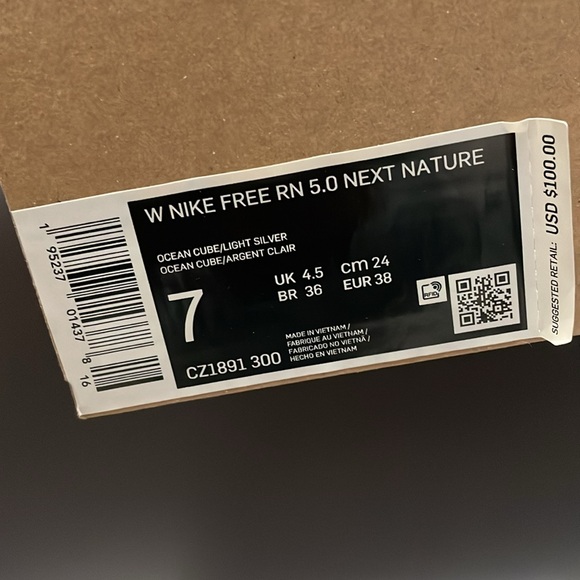 W NIKE FREE RN 5.0 NEXT NATURE
OCEAN CUBE/LIGHT SILVER
OCEAN CUBE/ARGENT CLAIR
7
UK 4.5
CM 24
BR 36
EUR 38
RFID
CZ1891 300
MADE IN VIETNAM /
FABRIQUE AU VIETNAM /
FABRICADO NO VIETNÃ /
HECHO EN VIETNAM
1 95237 01437 8 16
SUGGESTED RETAIL: USD $100.00